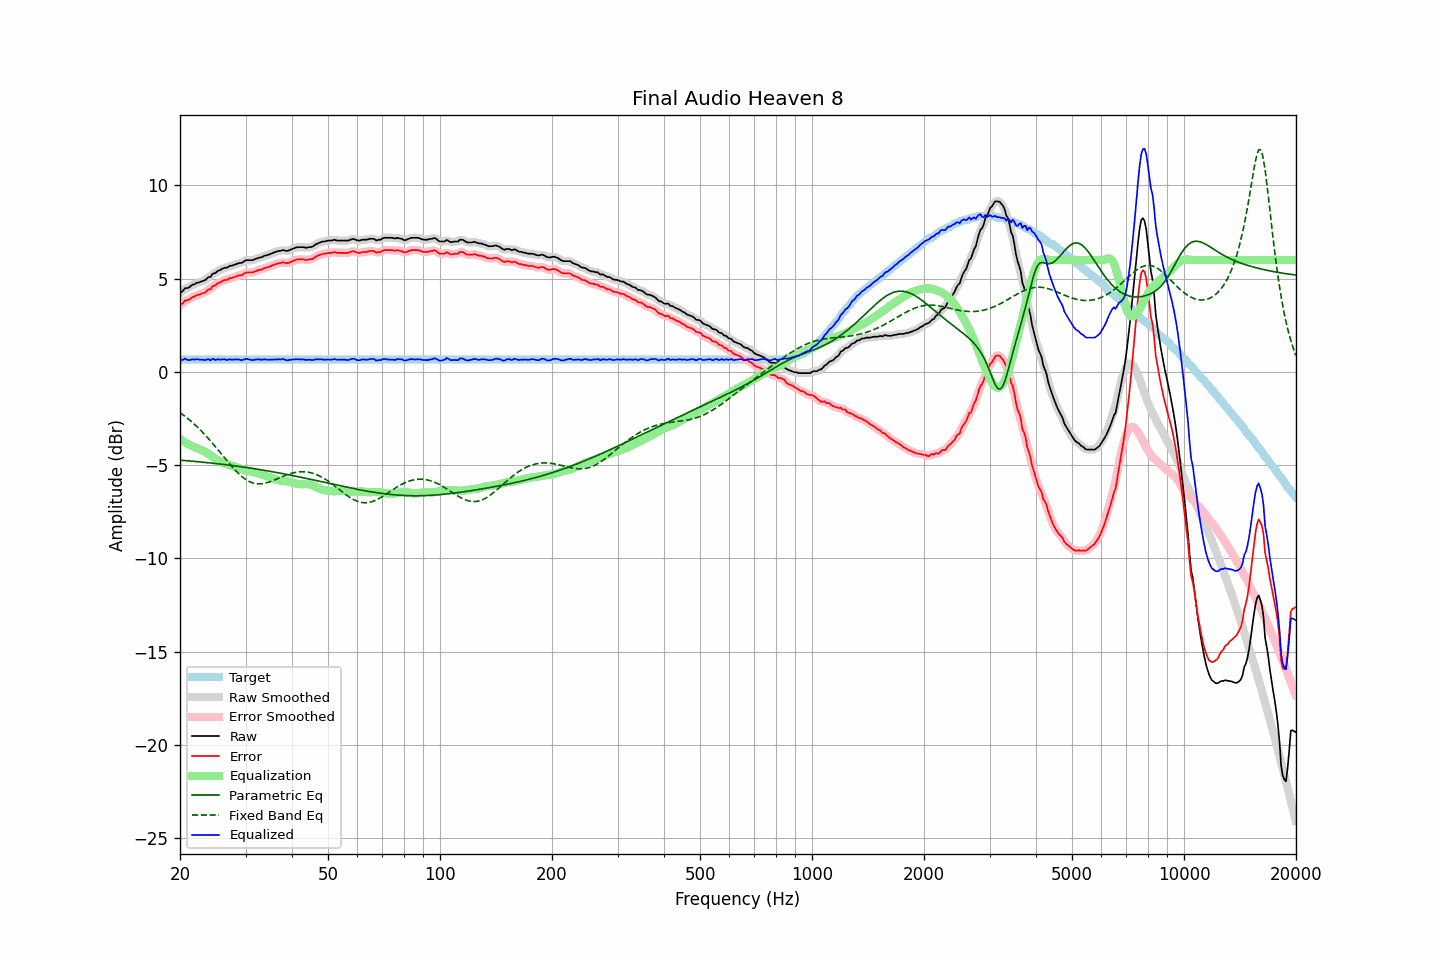 Final Audio Heaven 8
Amplitude (dBr)
10
5
0
−5
−10
−15
−20
−25
Target
Raw Smoothed
Error Smoothed
Raw
Error
Equalization
Parametric Eq
Fixed Band Eq
Equalized
20 50 100 200 500 1000 2000 5000 10000 20000
Frequency (Hz)